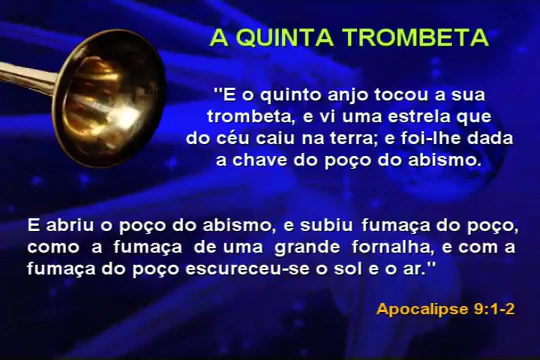 A QUINTA TROMBETA
"E o quinto anjo tocou a sua
trombeta, e vi uma estrela que
do céu caiu na terra; e foi-lhe dada
a chave do poço do abismo.
E abriu o poço do abismo, e subiu fumaça do poço,
como a fumaça de uma grande fornalha, e com a
fumaça do poço escureceu-se o sol e o ar."
Apocalipse 9:1-2